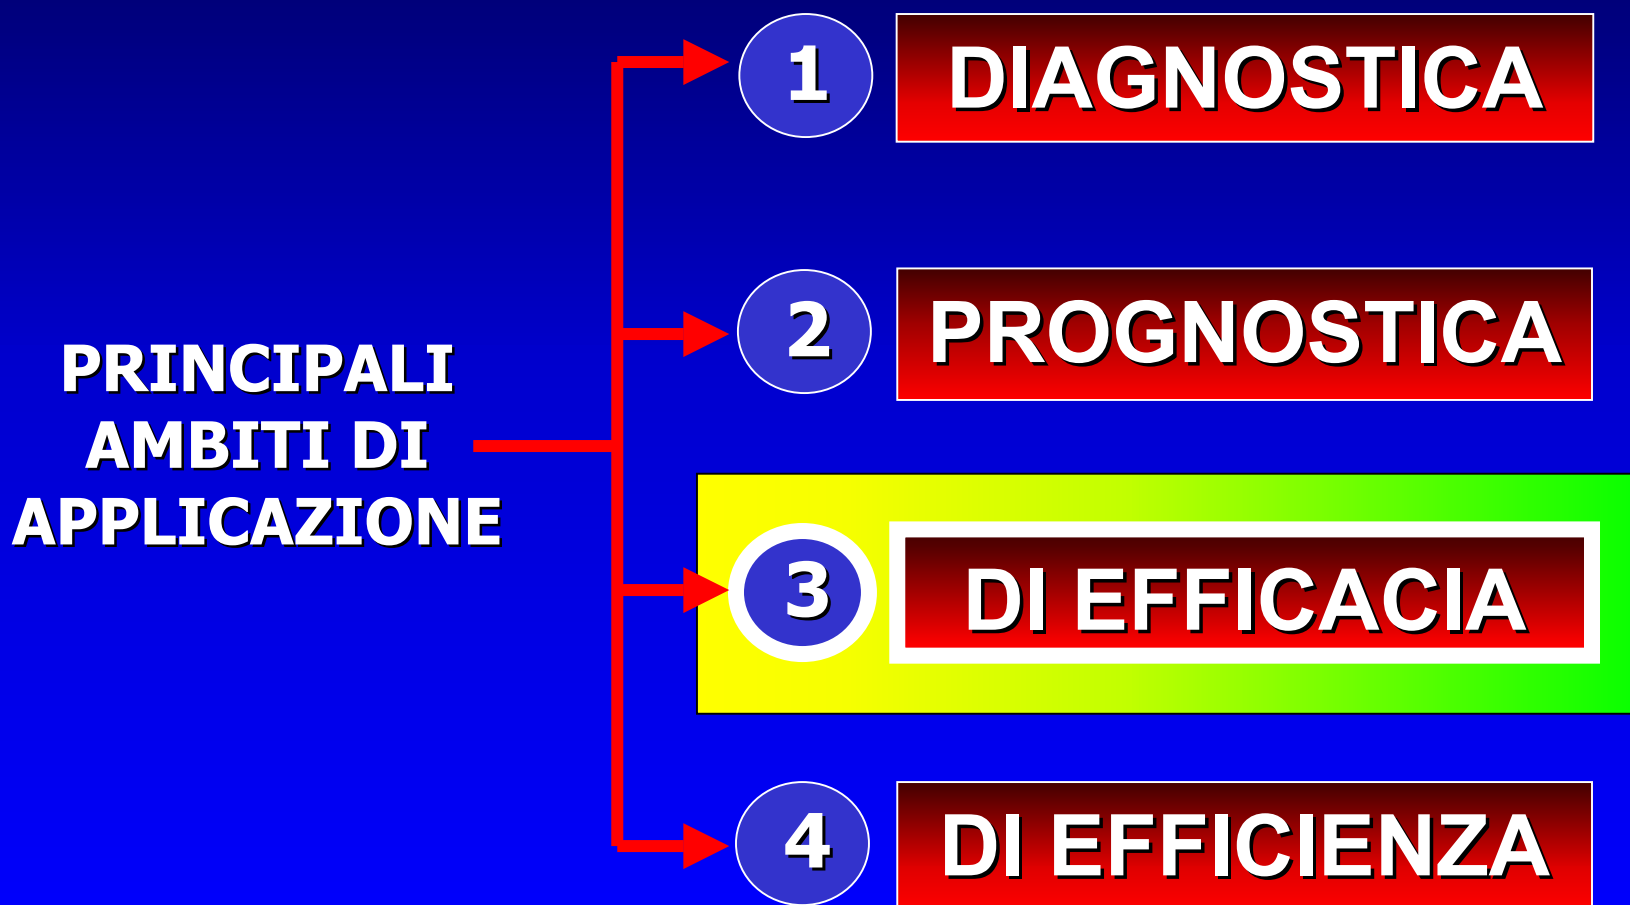 PRINCIPALI
AMBITI DI
APPLICAZIONE
1
DIAGNOSTICA
2
PROGNOSTICA
3
DI EFFICACIA
4
DI EFFICIENZA